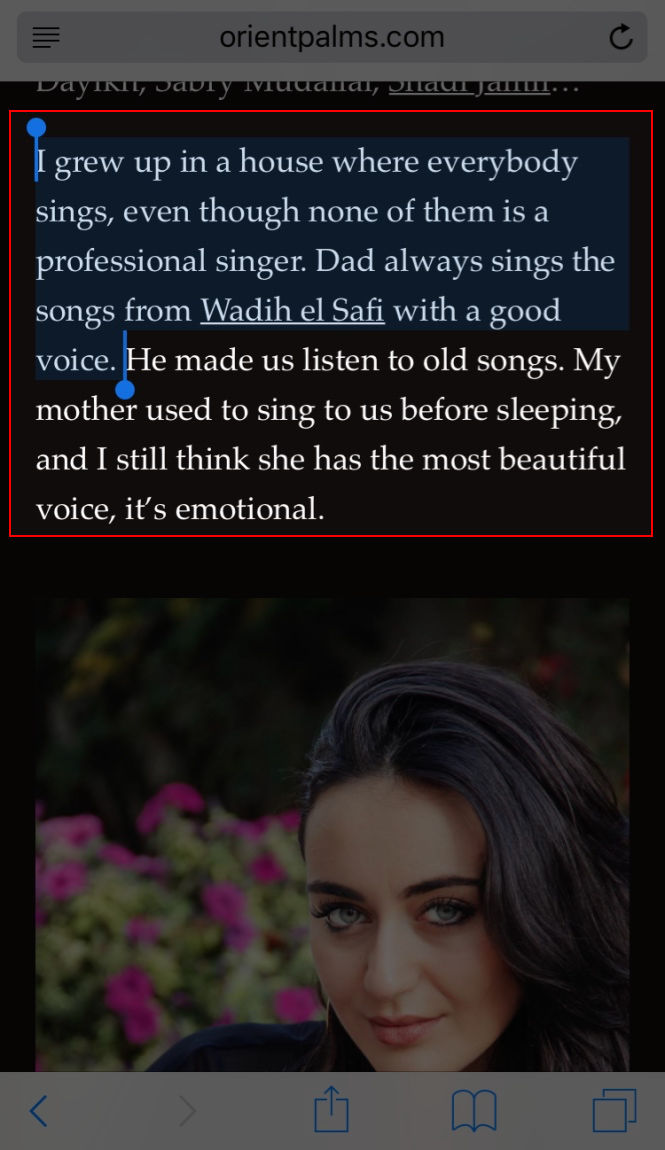 orientpalms.com
Dayikh, Sabry Mudallal, Shadi Jamil…
I grew up in a house where everybody
sings, even though none of them is a
professional singer. Dad always sings the
songs from Wadih el Safi with a good
voice. He made us listen to old songs. My
mother used to sing to us before sleeping,
and I still think she has the most beautiful
voice, it’s emotional.